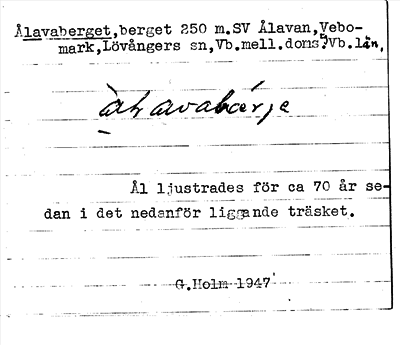 Ålavaberget,berget 250 m.SV Ålavan,Vebo-
mark,Lövångers sn,Vb.mell.doms,Vb.län,
Ål ljustrades för ca 70 år se-
dan i det nedanför liggande träsket.
G.Holm 1947